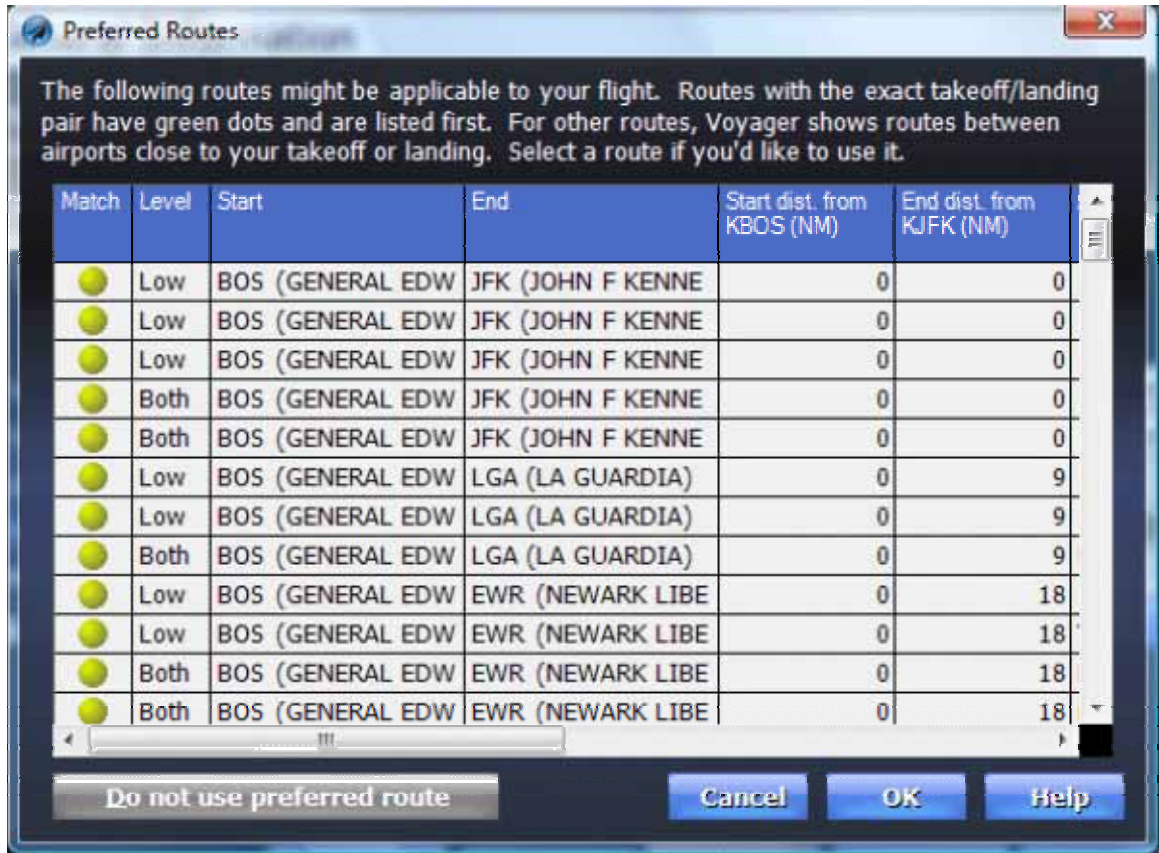 Preferred Routes
The following routes might be applicable to your flight. Routes with the exact takeoff/landing
pair have green dots and are listed first. For other routes, Voyager shows routes between
airports close to your takeoff or landing. Select a route if you'd like to use it.
Match Level Start End Start dist. from KBOS (NM) End dist. from KJFK (NM)
Low BOS (GENERAL EDW JFK (JOHN F KENNE 0 0
Low BOS (GENERAL EDW JFK (JOHN F KENNE 0 0
Low BOS (GENERAL EDW JFK (JOHN F KENNE 0 0
Both BOS (GENERAL EDW JFK (JOHN F KENNE 0 0
Both BOS (GENERAL EDW JFK (JOHN F KENNE 0 0
Low BOS (GENERAL EDW LGA (LA GUARDIA) 0 9
Low BOS (GENERAL EDW LGA (LA GUARDIA) 0 9
Both BOS (GENERAL EDW LGA (LA GUARDIA) 0 9
Low BOS (GENERAL EDW EWR (NEWARK LIBE 0 18
Low BOS (GENERAL EDW EWR (NEWARK LIBE 0 18
Both BOS (GENERAL EDW EWR (NEWARK LIBE 0 18
Both BOS (GENERAL EDW EWR (NEWARK LIBE 0 18
Do not use preferred route Cancel OK Help